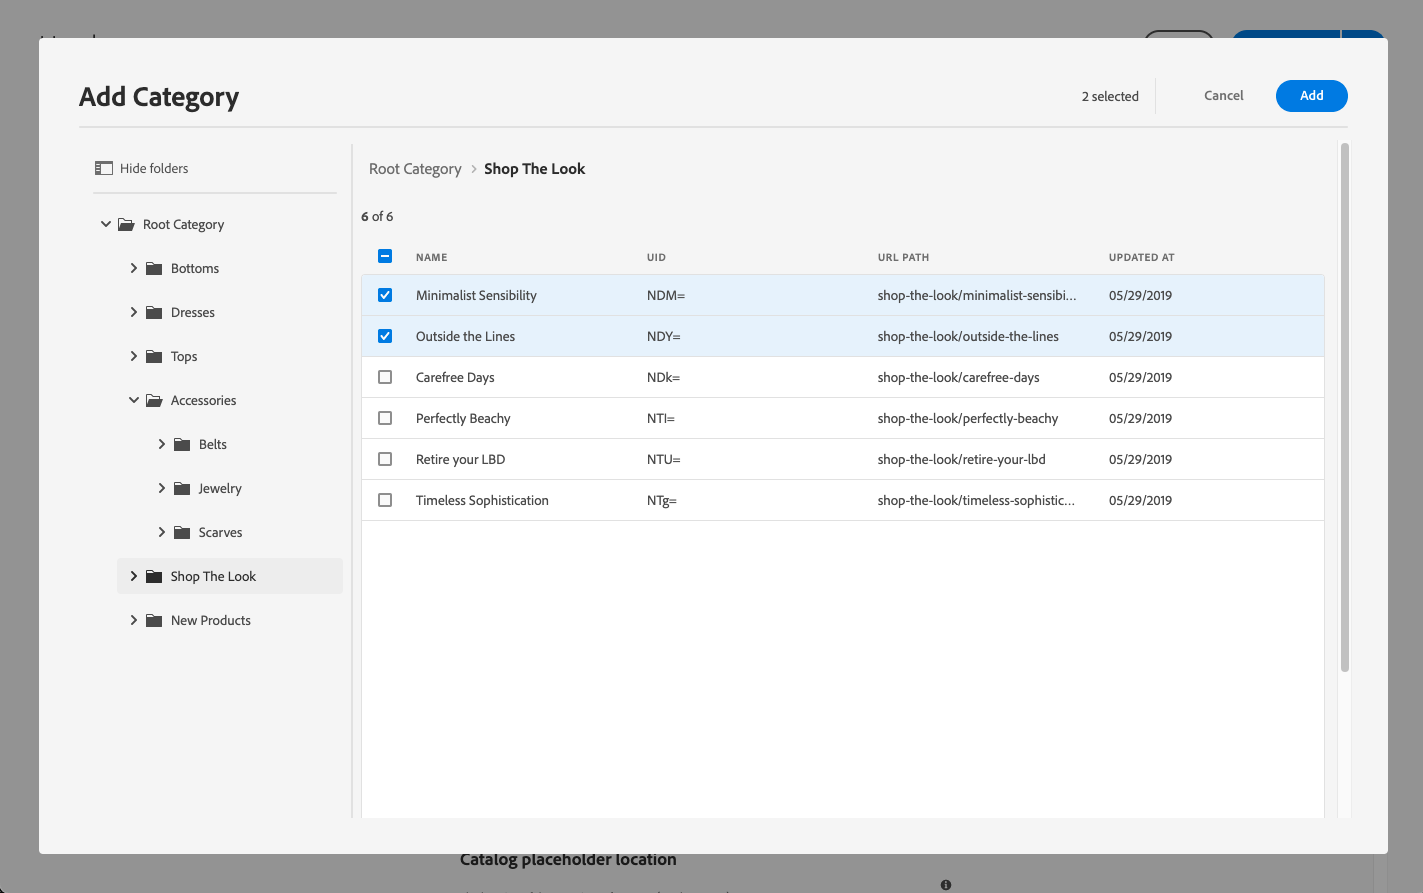 Add Category
2 selected
Cancel
Add
Hide folders
Root Category
Bottoms
Dresses
Tops
Accessories
Belts
Jewelry
Scarves
Shop The Look
New Products
Root Category > Shop The Look
6 of 6
NAME UID URL PATH UPDATED AT
Minimalist Sensibility NDM= shop-the-look/minimalist-sensibi... 05/29/2019
Outside the Lines NDY= shop-the-look/outside-the-lines 05/29/2019
Carefree Days NDk= shop-the-look/carefree-days 05/29/2019
Perfectly Beachy NTI= shop-the-look/perfectly-beachy 05/29/2019
Retire your LBD NTU= shop-the-look/retire-your-lbd 05/29/2019
Timeless Sophistication NTg= shop-the-look/timeless-sophistic... 05/29/2019
Catalog placeholder location